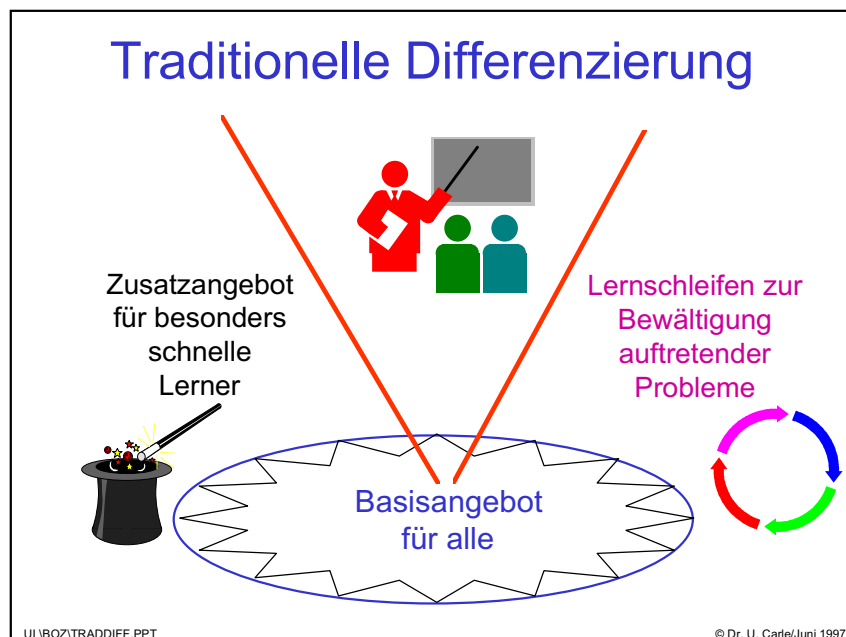 Traditionelle Differenzierung
Zusatzangebot
für besonders
schnelle
Lerner
Lernschleifen zur
Bewältigung
auftretender
Probleme
Basisangebot
für alle
UL\BOZ\TRADDIFF.PPT
© Dr. U. Carle/Juni 1997